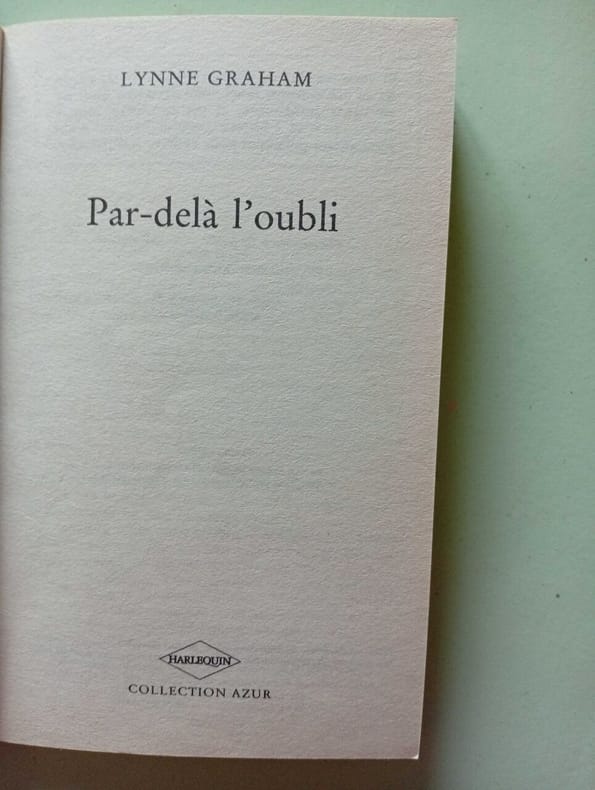 LYNNE GRAHAM
Par-delà l’oubli
HARLEQUIN
COLLECTION AZUR